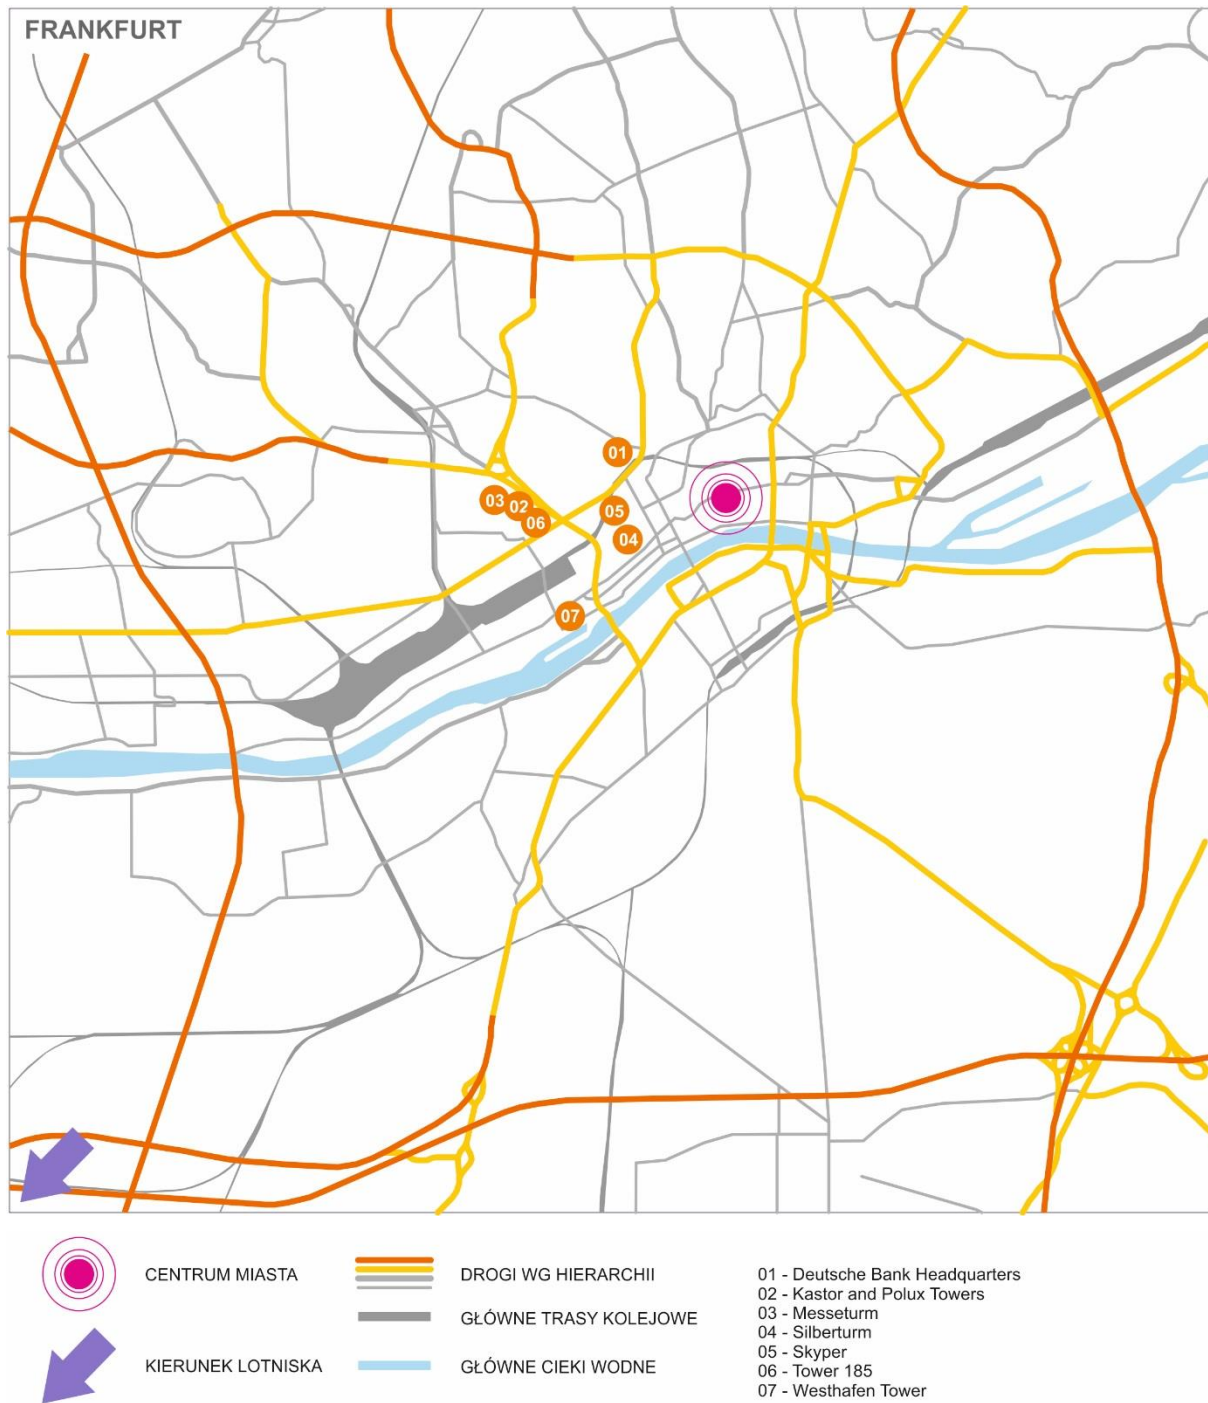 FRANKFURT
01
03
02
05
06
04
07
CENTRUM MIASTA
KIERUNEK LOTNISKA
DROGI WG HIERARCHII
GŁÓWNE TRASY KOLEJOWE
GŁÓWNE CIEKI WODNE
01 - Deutsche Bank Headquarters
02 - Kastor and Polux Towers
03 - Messeturm
04 - Silberturm
05 - Skyper
06 - Tower 185
07 - Westhafen Tower